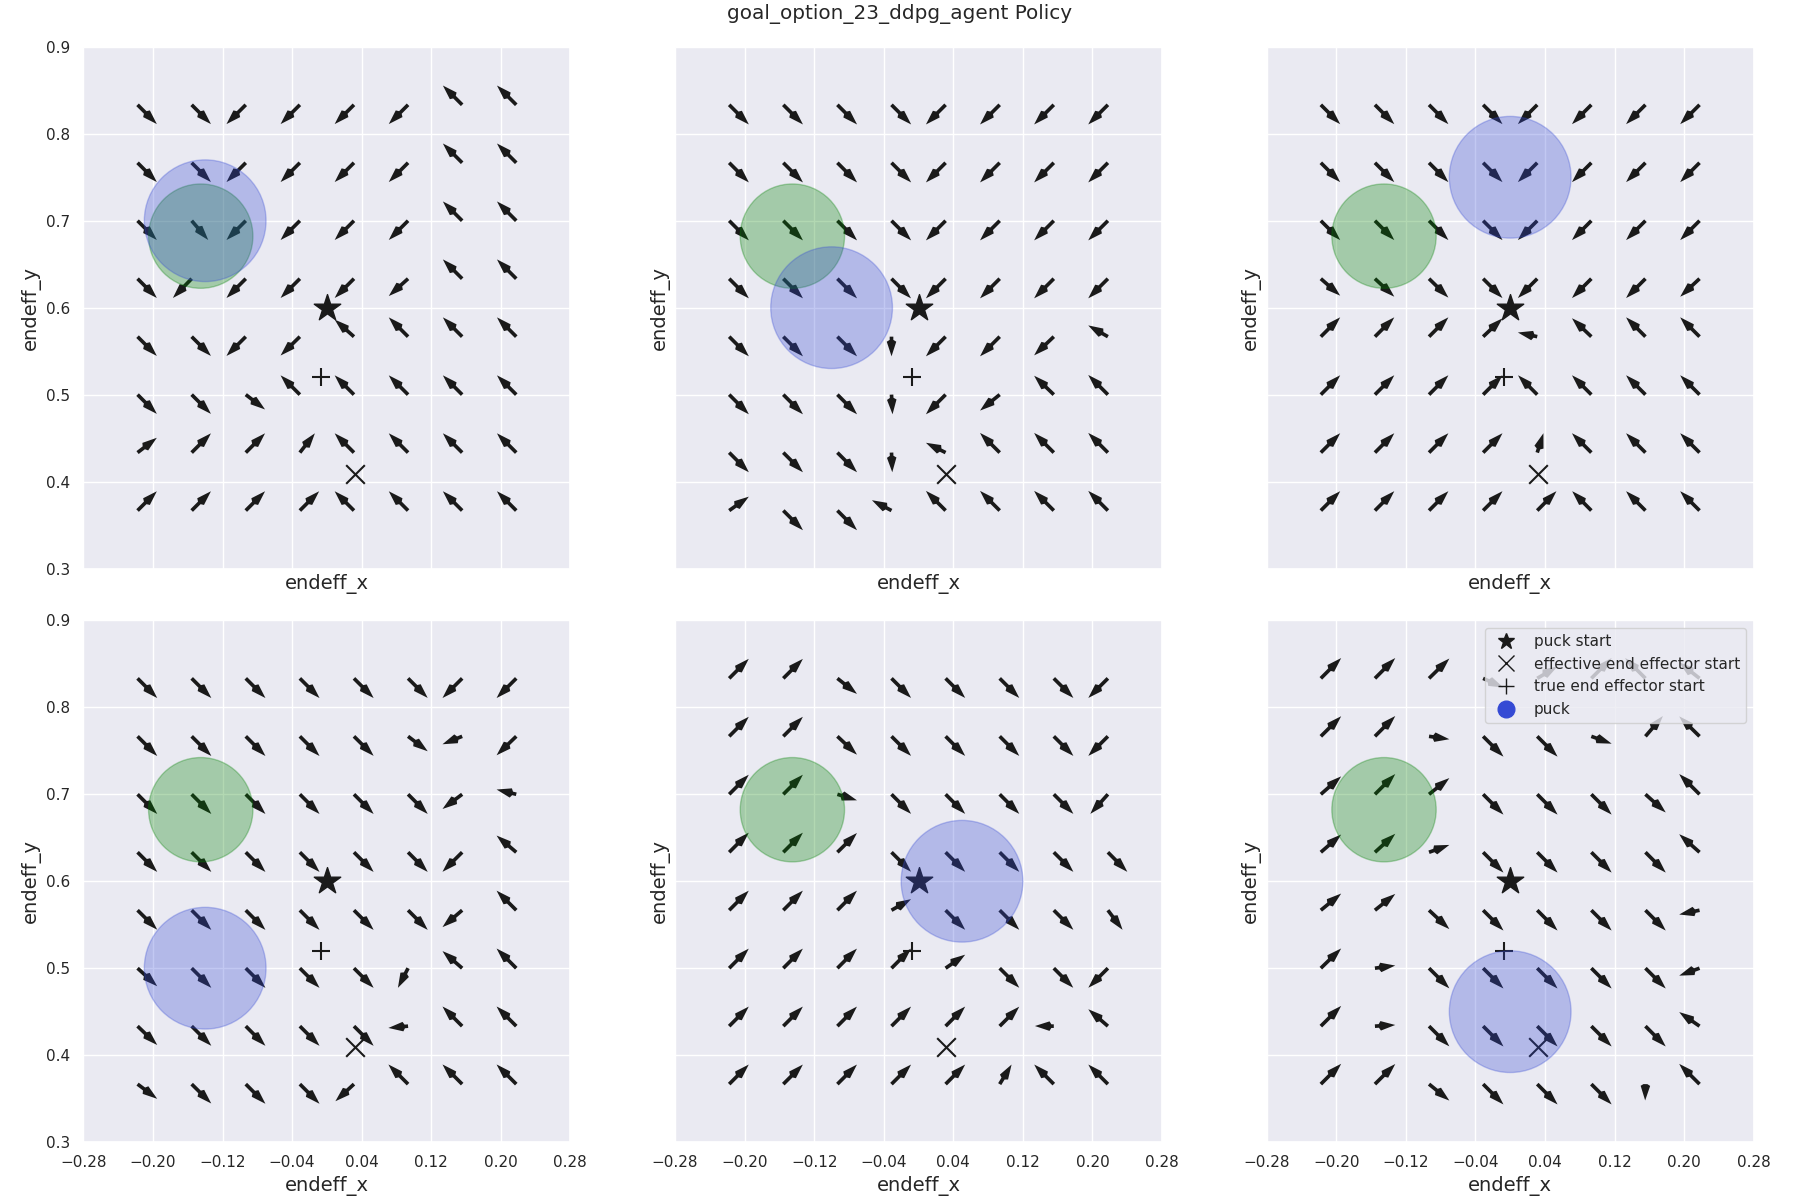 goal_option_23_ddpg_agent Policy
0.9
0.8
0.7
0.6
0.5
0.4
0.3
endeff_y
endeff_x
endeff_y
endeff_x
endeff_y
endeff_x
0.9
0.8
0.7
0.6
0.5
0.4
0.3
endeff_y
−0.28 −0.20 −0.12 −0.04 0.04 0.12 0.20 0.28
endeff_x
endeff_y
−0.28 −0.20 −0.12 −0.04 0.04 0.12 0.20 0.28
endeff_x
puck start
effective end effector start
true end effector start
puck
endeff_y
−0.28 −0.20 −0.12 −0.04 0.04 0.12 0.20 0.28
endeff_x